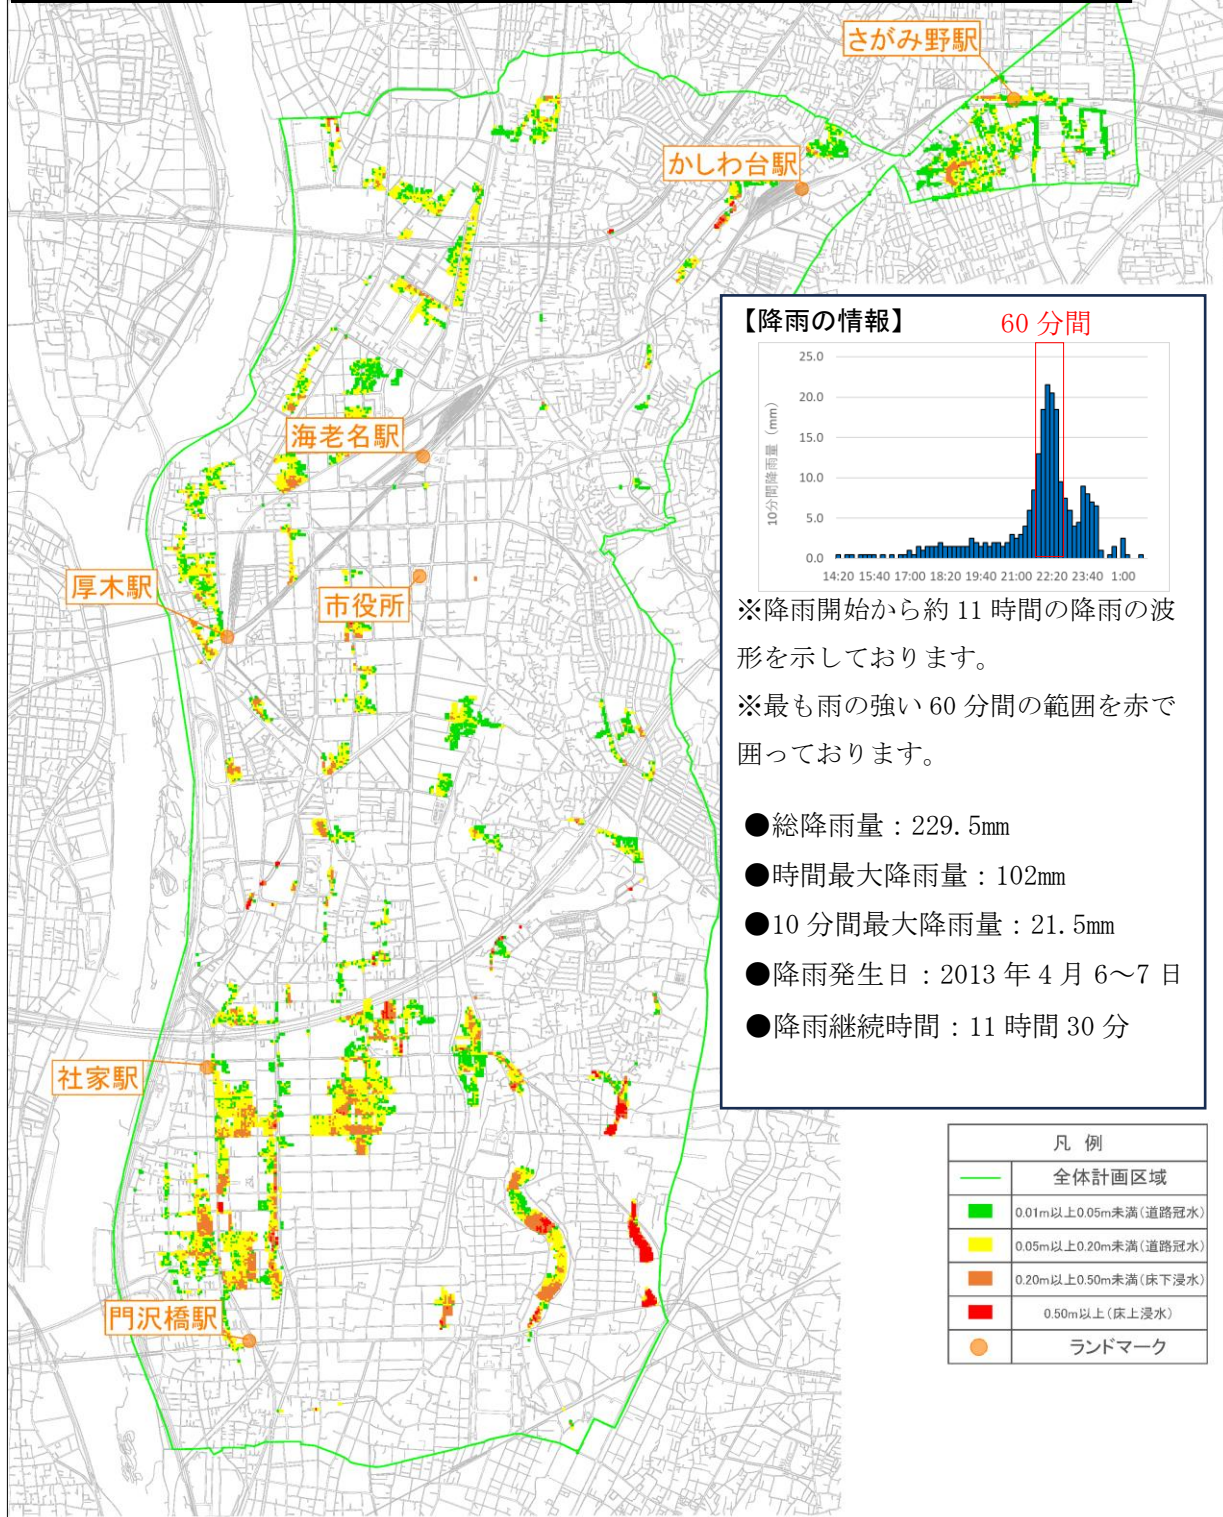 さがみ野駅
かしわ台駅
海老名駅
厚木駅
市役所
社家駅
門沢橋駅
【降雨の情報】
60 分間
25.0
20.0
15.0
10.0
5.0
0.0
10分間降雨量（mm）
14:20 15:40 17:00 18:20 19:40 21:00 22:20 23:40 1:00
※降雨開始から約 11 時間の降雨の波
形を示しております。
※最も雨の強い 60 分間の範囲を赤で
囲っております。
●総降雨量：229.5mm
●時間最大降雨量：102mm
●10 分間最大降雨量：21.5mm
●降雨発生日：2013 年 4 月 6～7 日
●降雨継続時間：11 時間 30 分
凡 例
全体計画区域
0.01m以上0.05m未満(道路冠水)
0.05m以上0.20m未満(道路冠水)
0.20m以上0.50m未満(床下浸水)
0.50m以上(床上浸水)
ランドマーク